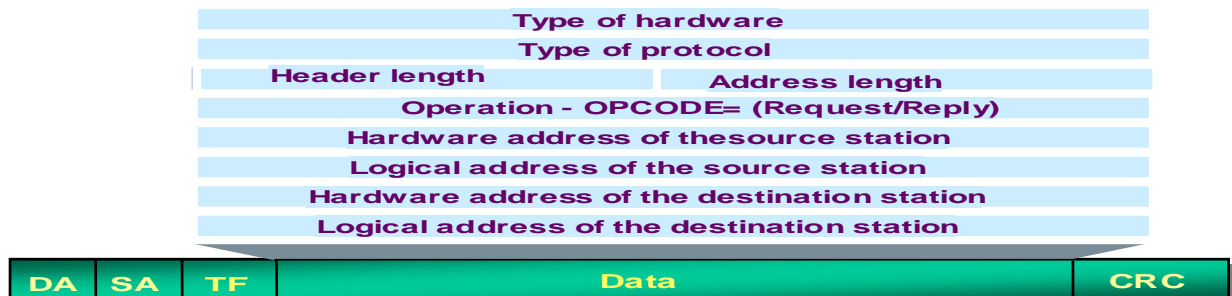 Type of hardware
Type of protocol
Header length Address length
Operation - OPCODE= (Request/Reply)
Hardware address of thesource station
Logical address of the source station
Hardware address of the destination station
Logical address of the destination station
DA SA TF Data CRC